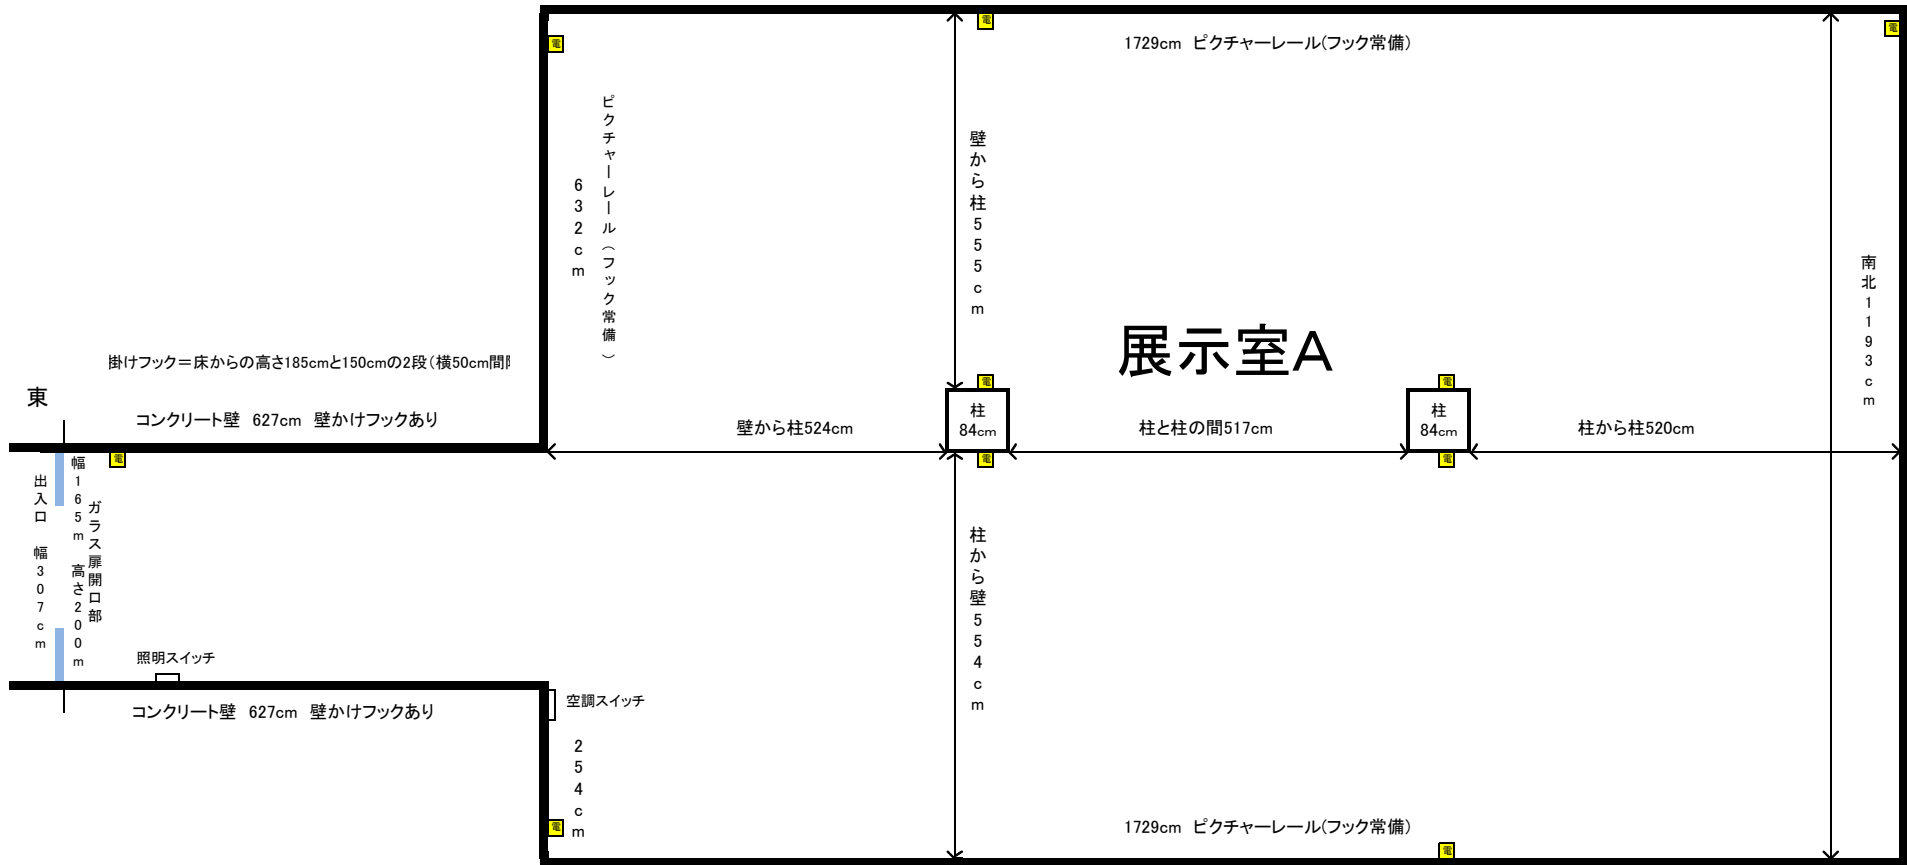 電
電
電
1729cm ピクチャーレール(フック常備)
ピクチャーレール(フック常備)
632cm
壁から柱555cm
南北1193cm
展示室A
掛けフック=床からの高さ185cmと150cmの2段(横50cm間
東
コンクリート壁 627cm 壁かけフックあり
電
電
柱
84cm
柱
84cm
壁から柱524cm
柱と柱の間517cm
柱から柱520cm
電
電
電
出入口 幅307cm
幅165m 高さ200m
ガラス扉開口部
柱から壁554cm
照明スイッチ
空調スイッチ
コンクリート壁 627cm 壁かけフックあり
254cm
電
1729cm ピクチャーレール(フック常備)
電